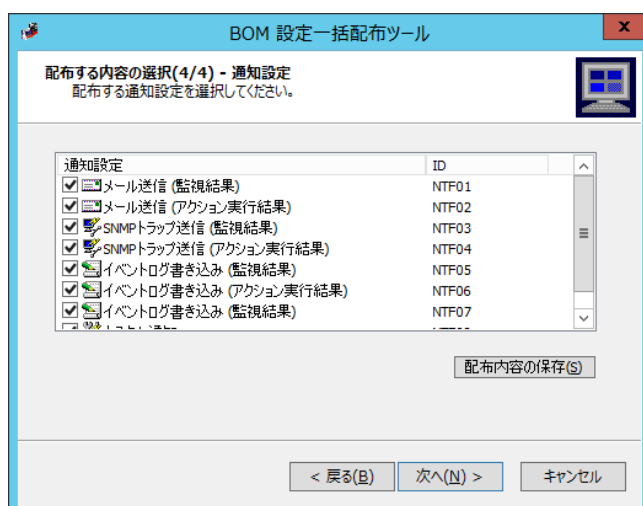 BOM 設定一括配布ツール
x
配布する内容の選択(4/4) - 通知設定
配布する通知設定を選択してください。
通知設定 ID
メール送信 (監視結果) NTF01
メール送信 (アクション実行結果) NTF02
SNMPトラップ送信 (監視結果) NTF03
SNMPトラップ送信 (アクション実行結果) NTF04
イベントログ書き込み (監視結果) NTF05
イベントログ書き込み (アクション実行結果) NTF06
イベントログ書き込み (監視結果) NTF07
配布内容の保存(S)
< 戻る(B) 次へ(N) > キャンセル